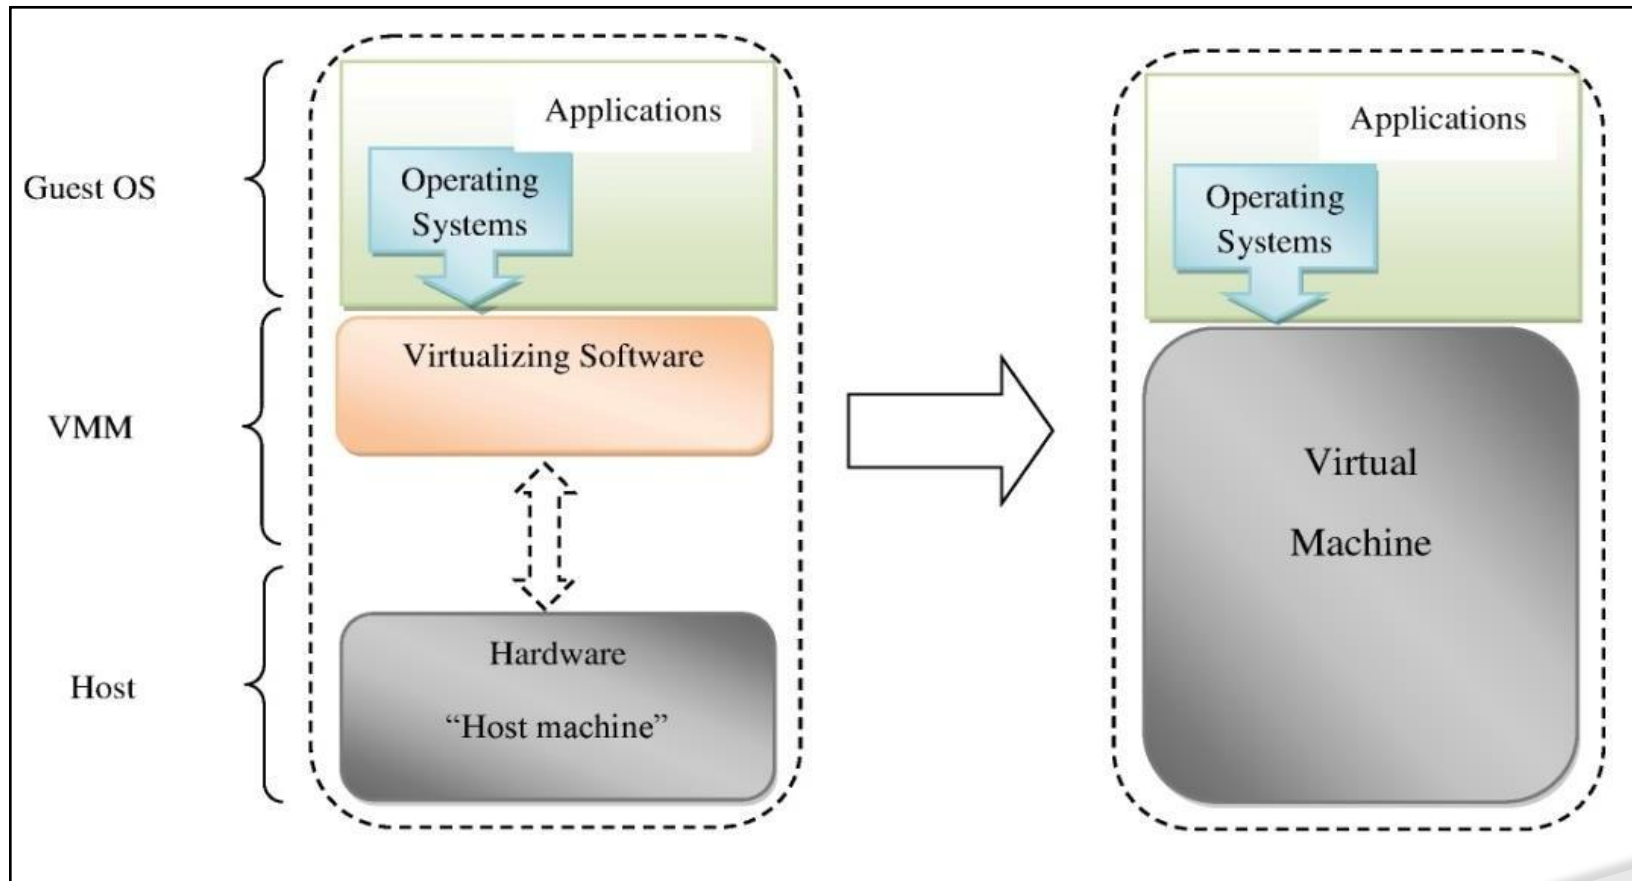 Guest OS
VMM
Host
Applications
Operating
Systems
Virtualizing Software
Hardware
“Host machine”
Applications
Operating
Systems
Virtual
Machine